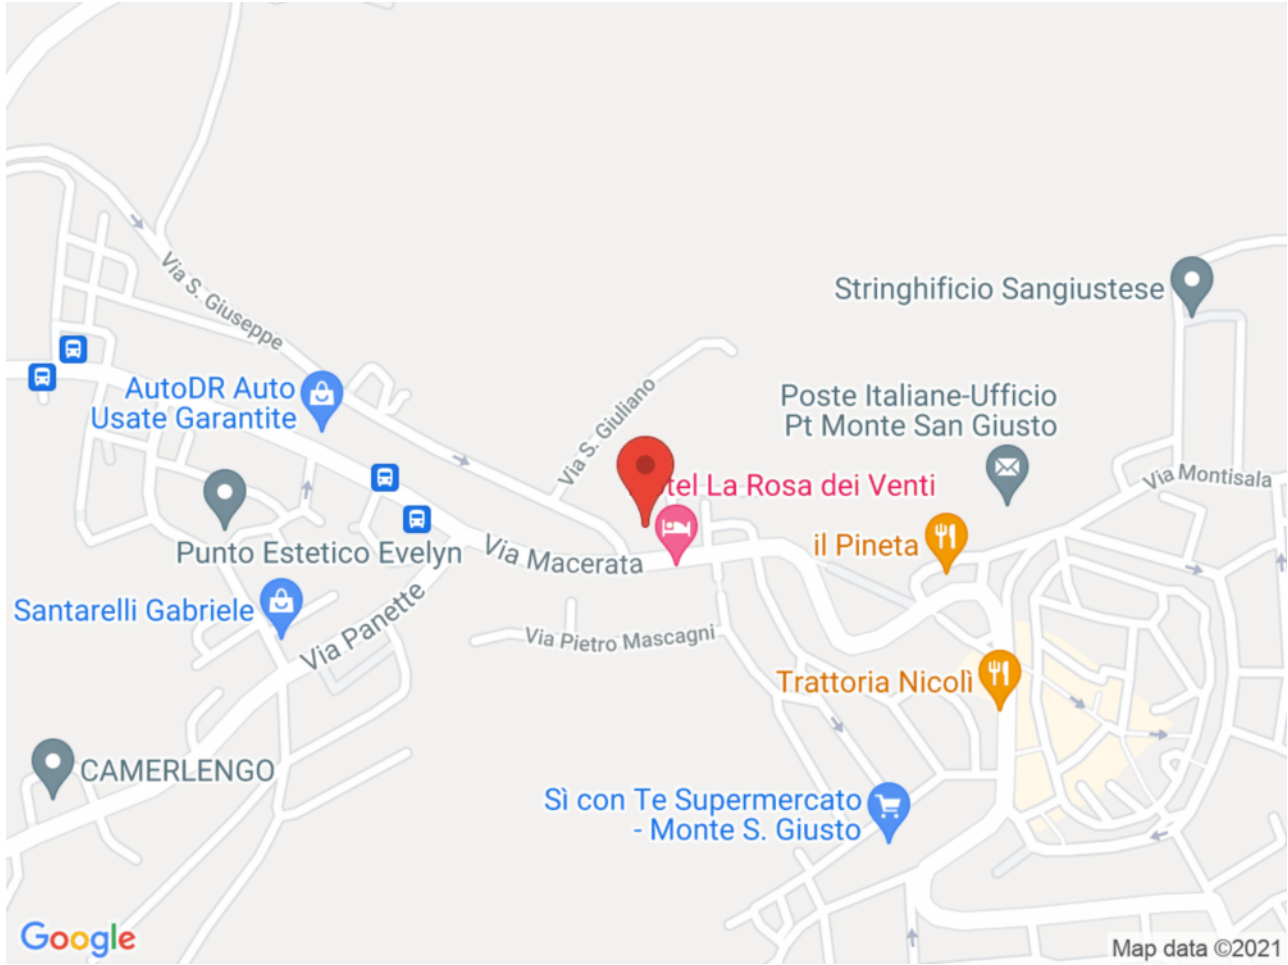 Via S. Giuseppe
Stringhificio Sangiustese
AutoDR Auto
Usate Garantite
Via S. Giuliano
Poste Italiane-Ufficio
Pt Monte San Giusto
Via Montisala
La Rosa dei Venti
Punto Estetico Evelyn
Via Macerata
il Pineta
Santarelli Gabriele
Via Panette
Via Pietro Mascagni
Trattoria Nicolì
CAMERLENGO
Sì con Te Supermercato
- Monte S. Giusto
Google
Map data ©2021